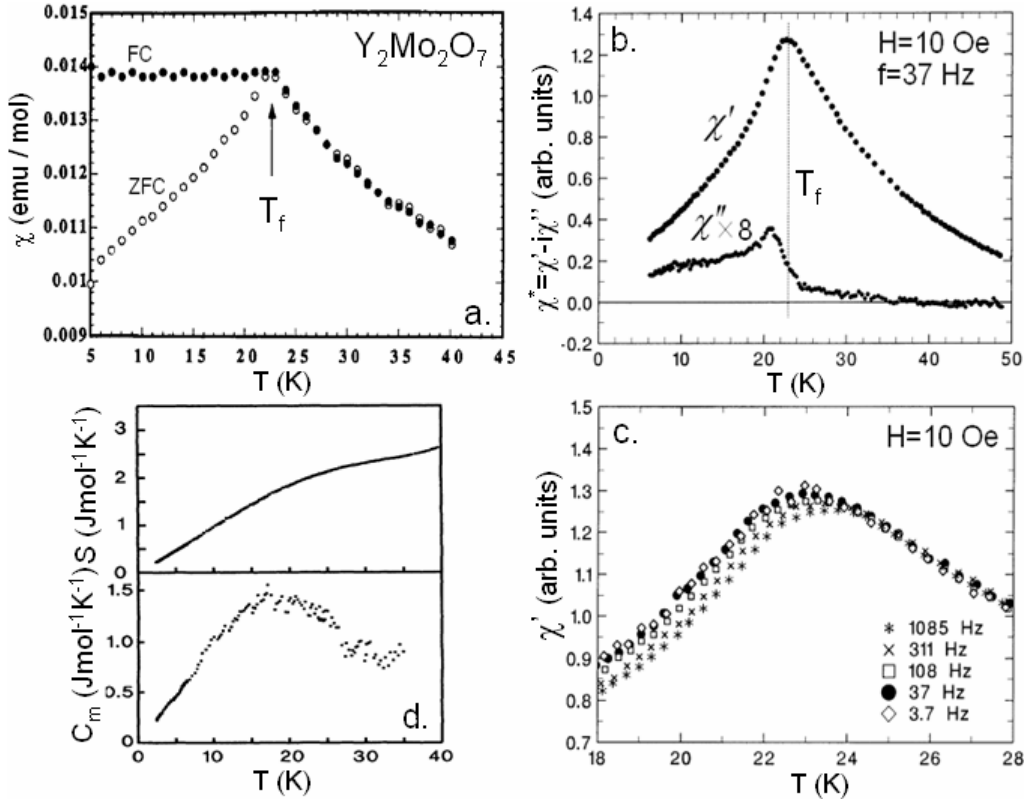 Y₂Mo₂O₇
FC
ZFC
T_f
a.
χ (emu / mol)
0.015
0.014
0.013
0.012
0.011
0.01
0.009
5 10 15 20 25 30 35 40 45
T (K)
b.
H=10 Oe
f=37 Hz
χ'
χ''×8
T_f
χ*=χ'-iχ'' (arb. units)
1.4
1.2
1.0
0.8
0.6
0.4
0.2
0.0
-0.2
0 10 20 30 40 50
T (K)
S (Jmol⁻¹K⁻¹)
3
2
1
0
C_m (Jmol⁻¹K⁻¹)
1.5
1.0
0.5
0
d.
0 10 20 30 40
T (K)
c.
H=10 Oe
χ' (arb. units)
1.5
1.4
1.3
1.2
1.1
1.0
0.9
0.8
0.7
1085 Hz
311 Hz
108 Hz
37 Hz
3.7 Hz
18 20 22 24 26 28
T (K)